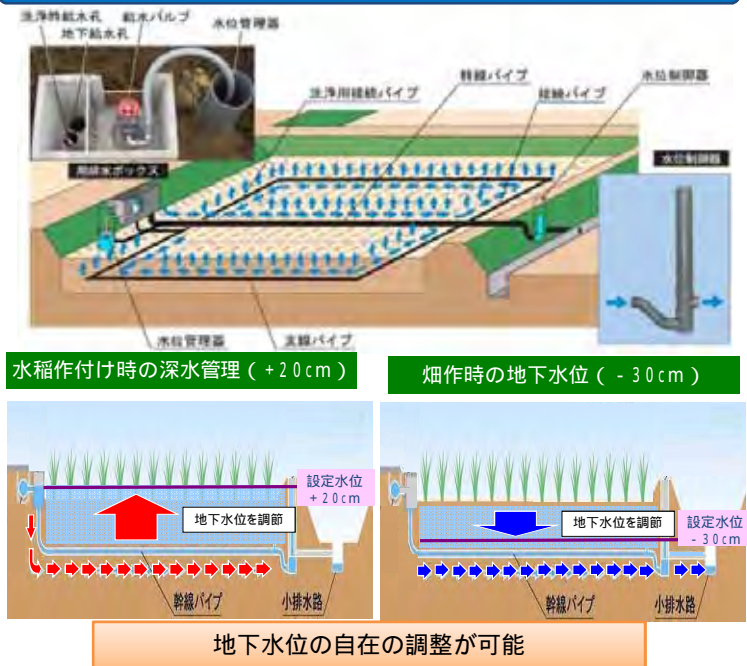 洗浄時給水孔
給水バルブ
水位管理器
地下給水孔
洗浄用接続パイプ
幹線パイプ
接続パイプ
水位制御器
用排水ボックス
水位制御器
水位管理器
支線パイプ
水稲作付け時の深水管理(+20cm)
畑作時の地下水位(-30cm)
設定水位
+20cm
地下水位を調節
幹線パイプ
小排水路
地下水位を調節
設定水位
-30cm
幹線パイプ
小排水路
地下水位の自在の調整が可能